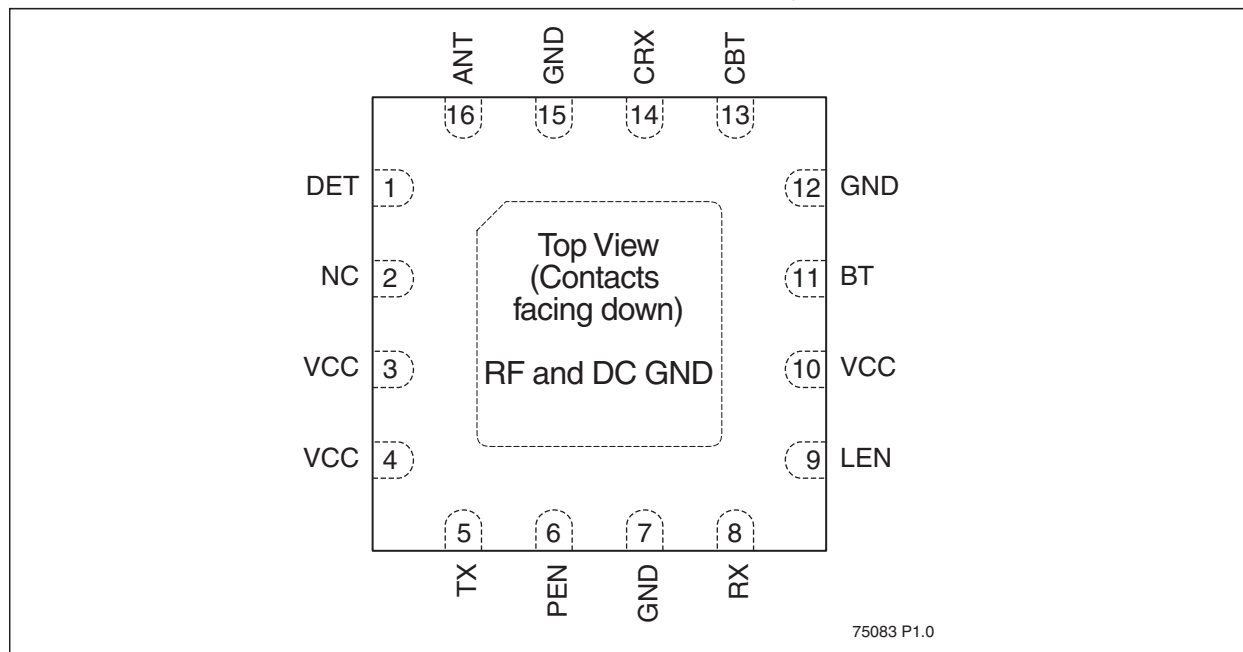 ANT GND CRX CBT
16 15 14 13
DET 1
12 GND
NC 2
11 BT
VCC 3
10 VCC
VCC 4
9 LEN
Top View
(Contacts
facing down)
RF and DC GND
5 6 7 8
TX PEN GND RX
75083 P1.0